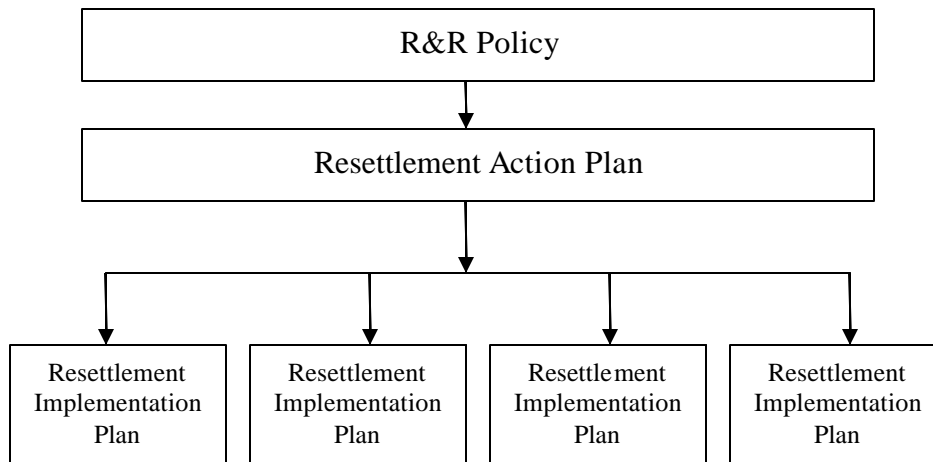 R&R Policy
Resettlement Action Plan
Resettlement
Implementation
Plan
Resettlement
Implementation
Plan
Resettlement
Implementation
Plan
Resettlement
Implementation
Plan